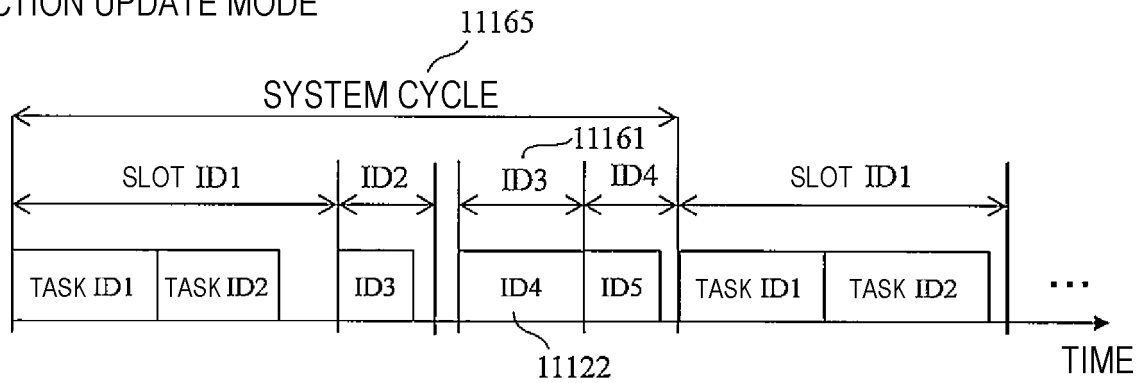 CTION UPDATE MODE
11165
SYSTEM CYCLE
11161
SLOT ID1 ID2 ID3 ID4 SLOT ID1
TASK ID1 TASK ID2 ID3 ID4 ID5 TASK ID1 TASK ID2 ...
11122
TIME